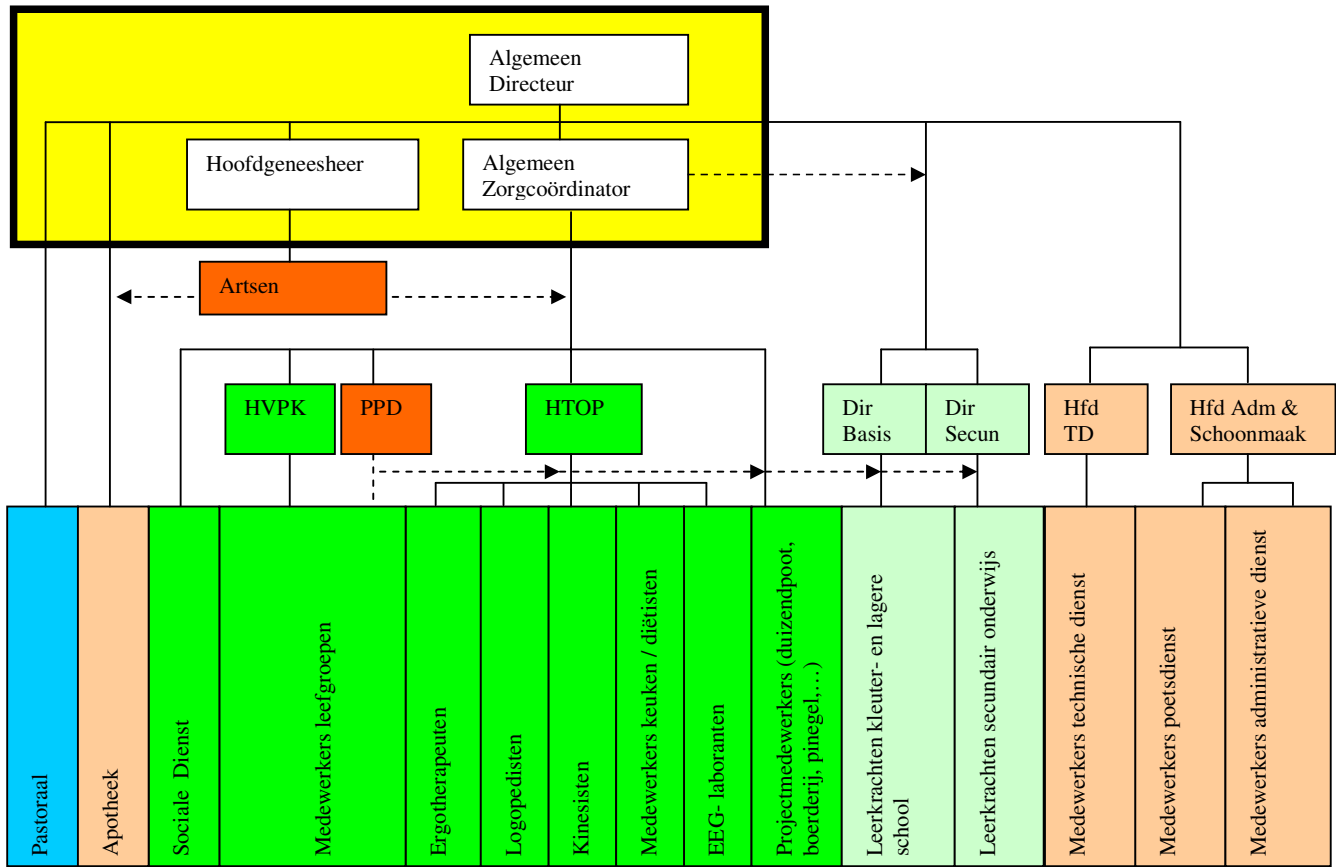 Algemeen
Directeur
Hoofdgeneesheer
Algemeen
Zorgcoördinator
Artsen
HVPK
PPD
HTOP
Dir
Basis
Dir
Secun
Hfd
TD
Hfd Adm &
Schoonmaak
Pastoraal
Apotheek
Sociale Dienst
Medewerkers leefgroepen
Ergotherapeuten
Logopedisten
Kinesisten
Medewerkers keuken / diëtisten
EEG- laboranten
Projectmedewerkers (duizendpoot,
boerderij, pinegel,…)
Leerkrachten kleuter- en lagere
school
Leerkrachten secundair onderwijs
Medewerkers technische dienst
Medewerkers poetsdienst
Medewerkers administratieve dienst